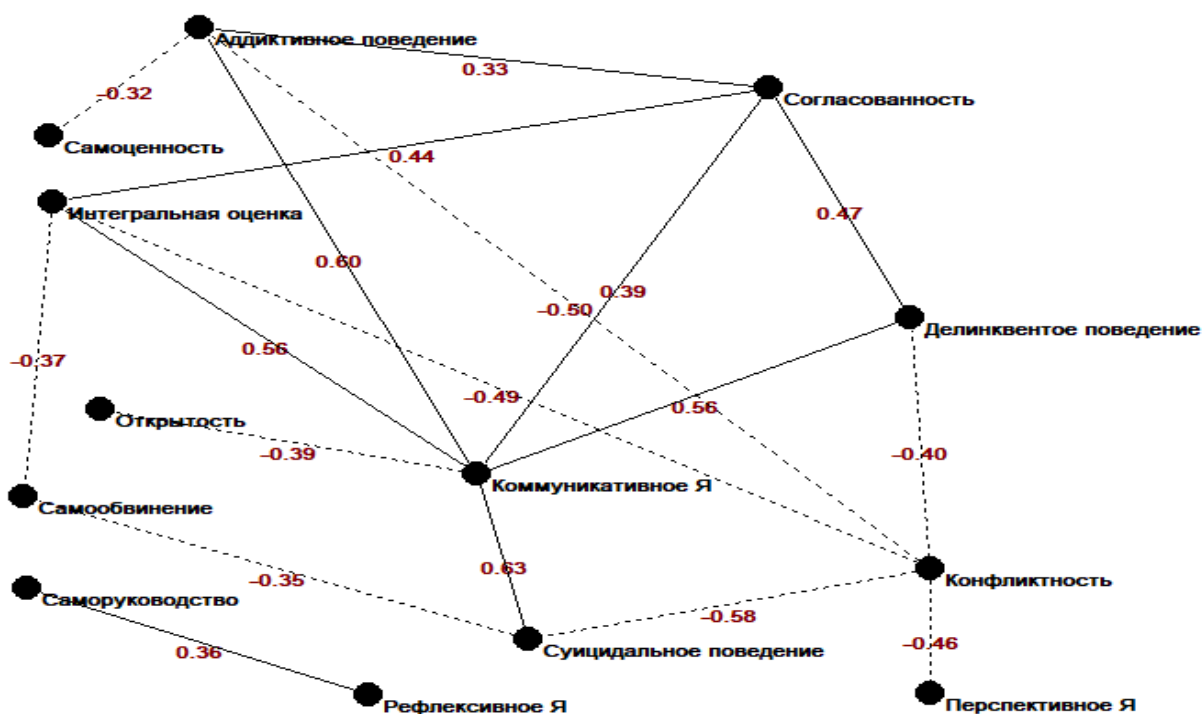 Аддиктивное поведение
0.33
–0.32
Согласованность
Самоценность
0.44
Интегральная оценка
0.47
0.60
0.39
–0.50
Делинквентое поведение
0.56
–0.37
–0.49
0.56
Открытость
–0.39
–0.40
Коммуникативное Я
Самообвинение
0.63
–0.35
Конфликтность
Саморуководство
–0.58
–0.46
Суицидальное поведение
0.36
Рефлексивное Я
Перспективное Я